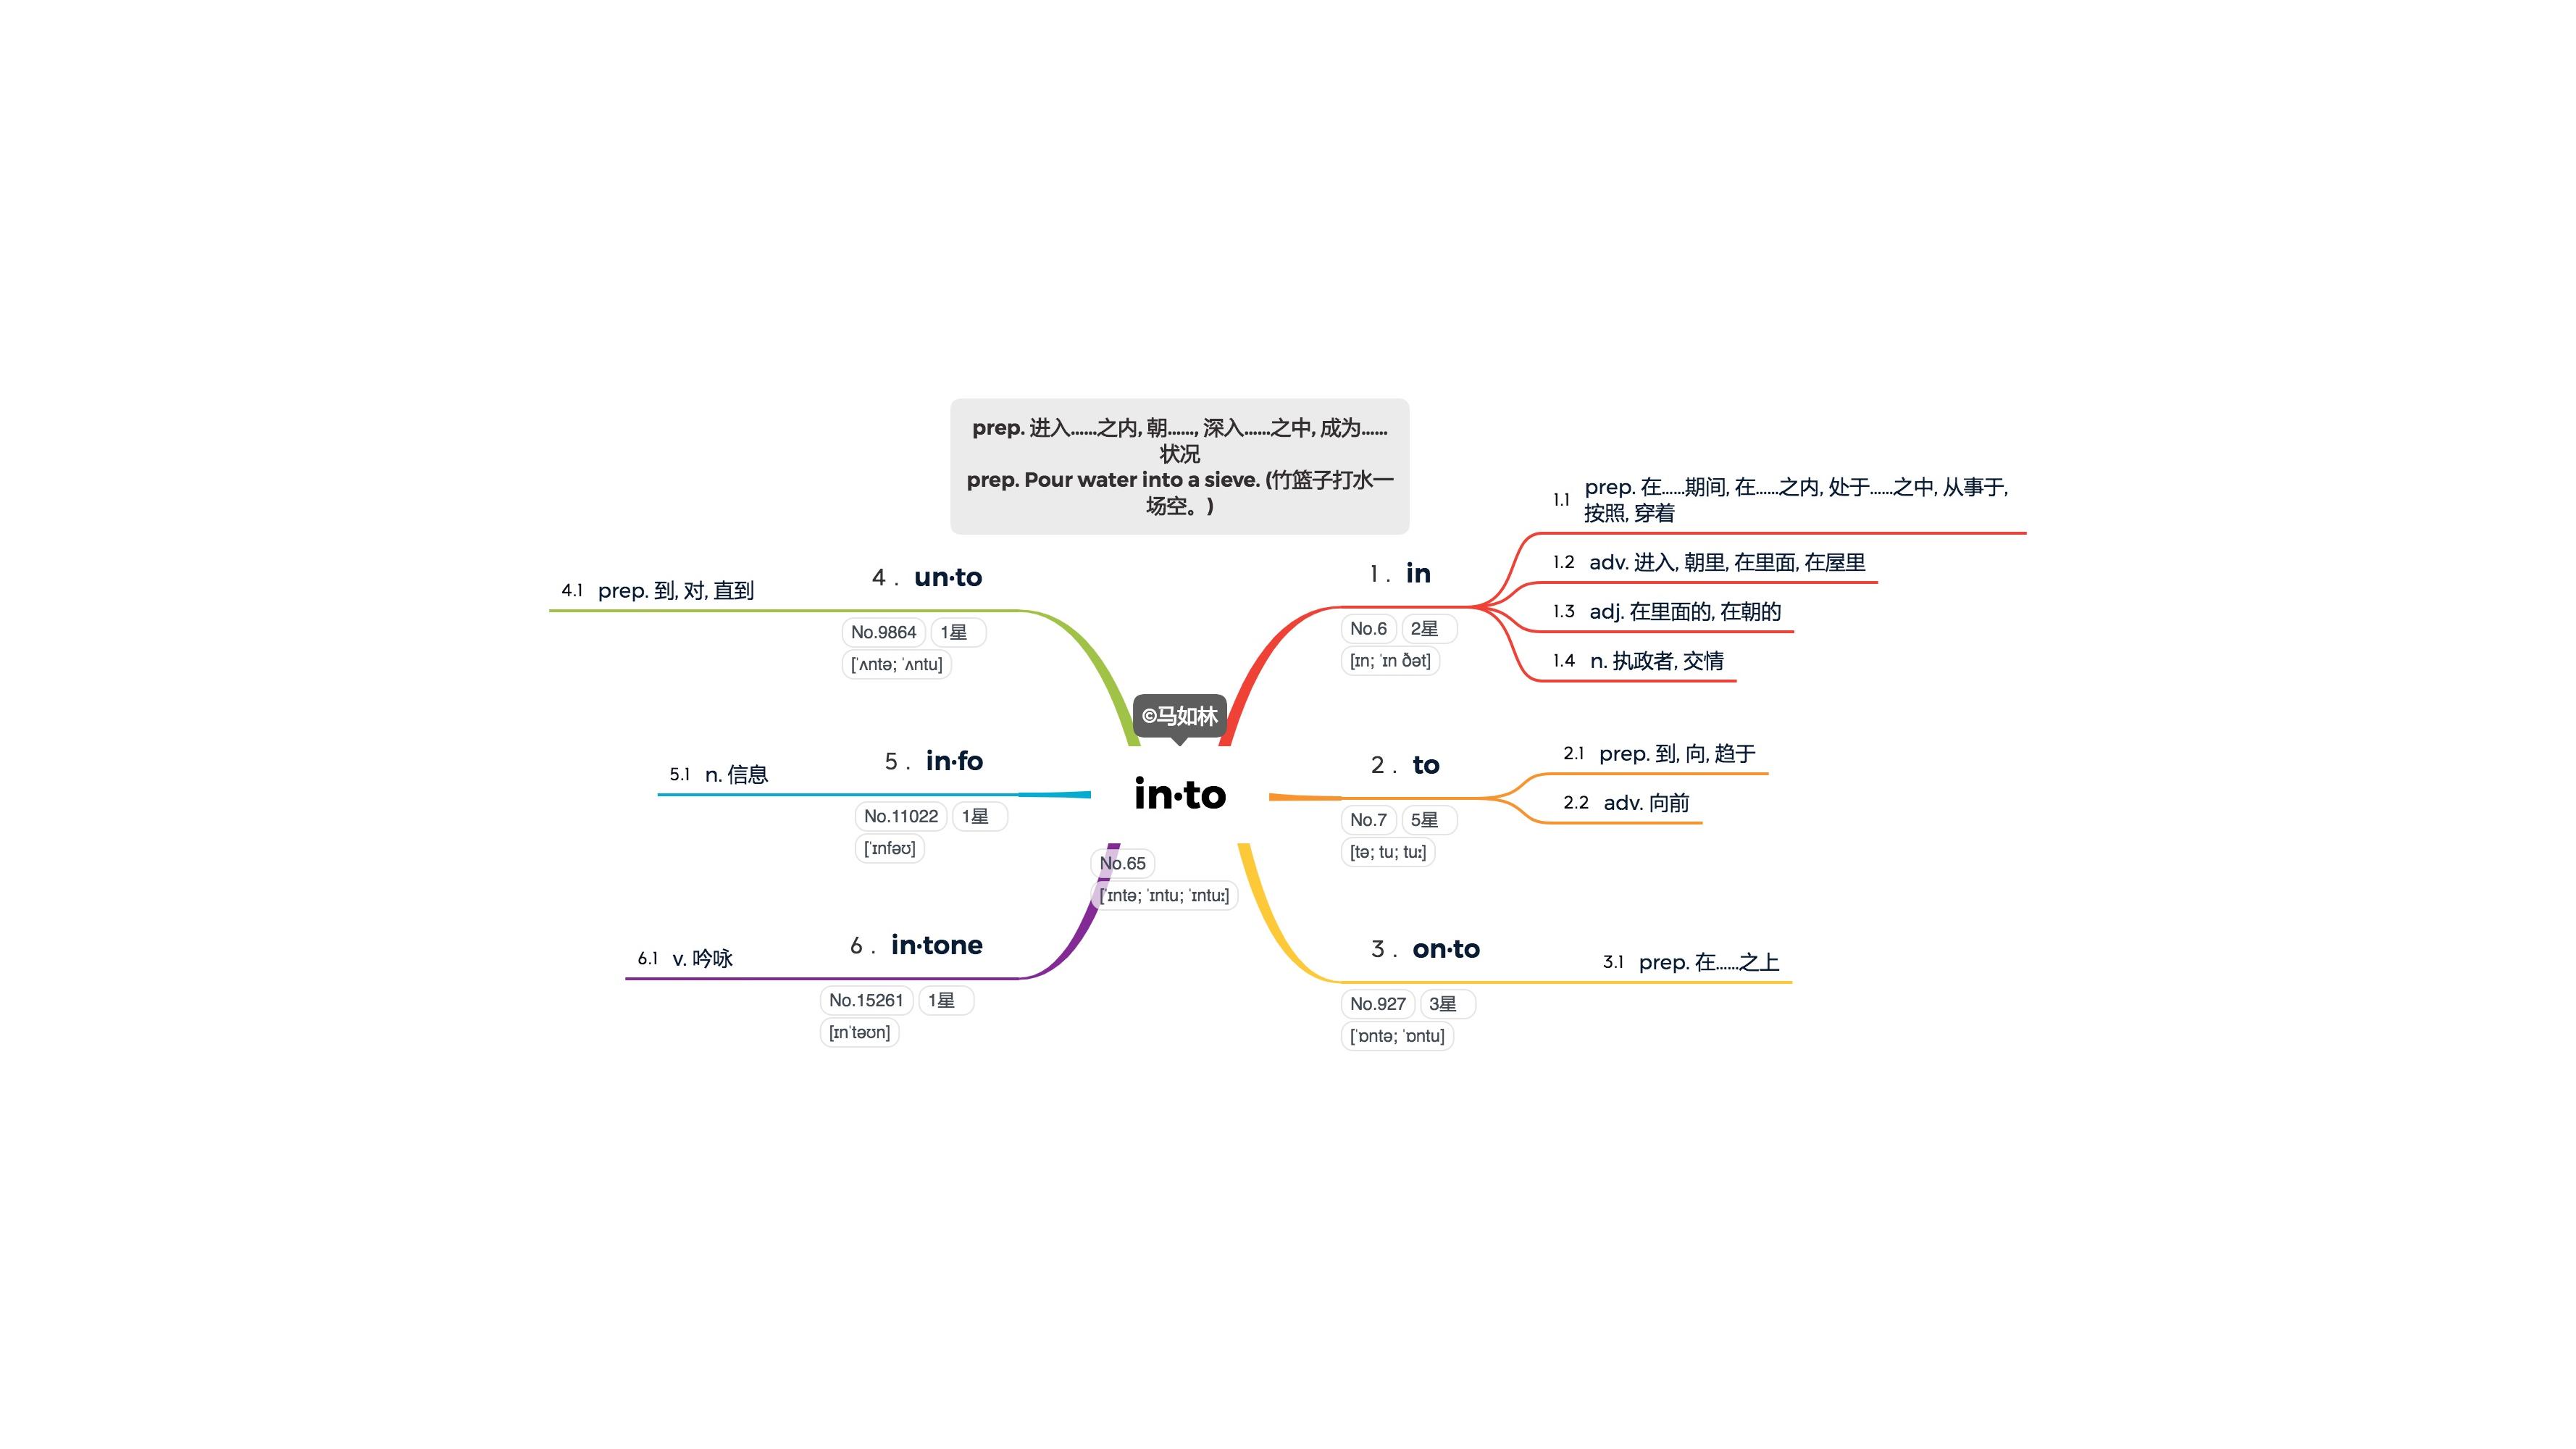 prep. 进入……之内, 朝……, 深入……之中, 成为……
状况
prep. Pour water into a sieve. (竹篮子打水一
场空。)
©马如林
in·to
No.65
[ˈɪntə; ˈɪntu; ˈɪntuː]
1 . in
No.6 2星
[ɪn; ˈɪn ðət]
1.1 prep. 在……期间, 在……之内, 处于……之中, 从事于,
按照, 穿着
1.2 adv. 进入, 朝里, 在里面, 在屋里
1.3 adj. 在里面的, 在朝的
1.4 n. 执政者, 交情
2 . to
No.7 5星
[tə; tu; tuː]
2.1 prep. 到, 向, 趋于
2.2 adv. 向前
3 . on·to
No.927 3星
[ˈɒntə; ˈɒntu]
3.1 prep. 在……之上
4 . un·to
No.9864 1星
[ˈʌntə; ˈʌntu]
4.1 prep. 到, 对, 直到
5 . in·fo
No.11022 1星
[ˈɪnfəʊ]
5.1 n. 信息
6 . in·tone
No.15261 1星
[ɪnˈtəʊn]
6.1 v. 吟咏